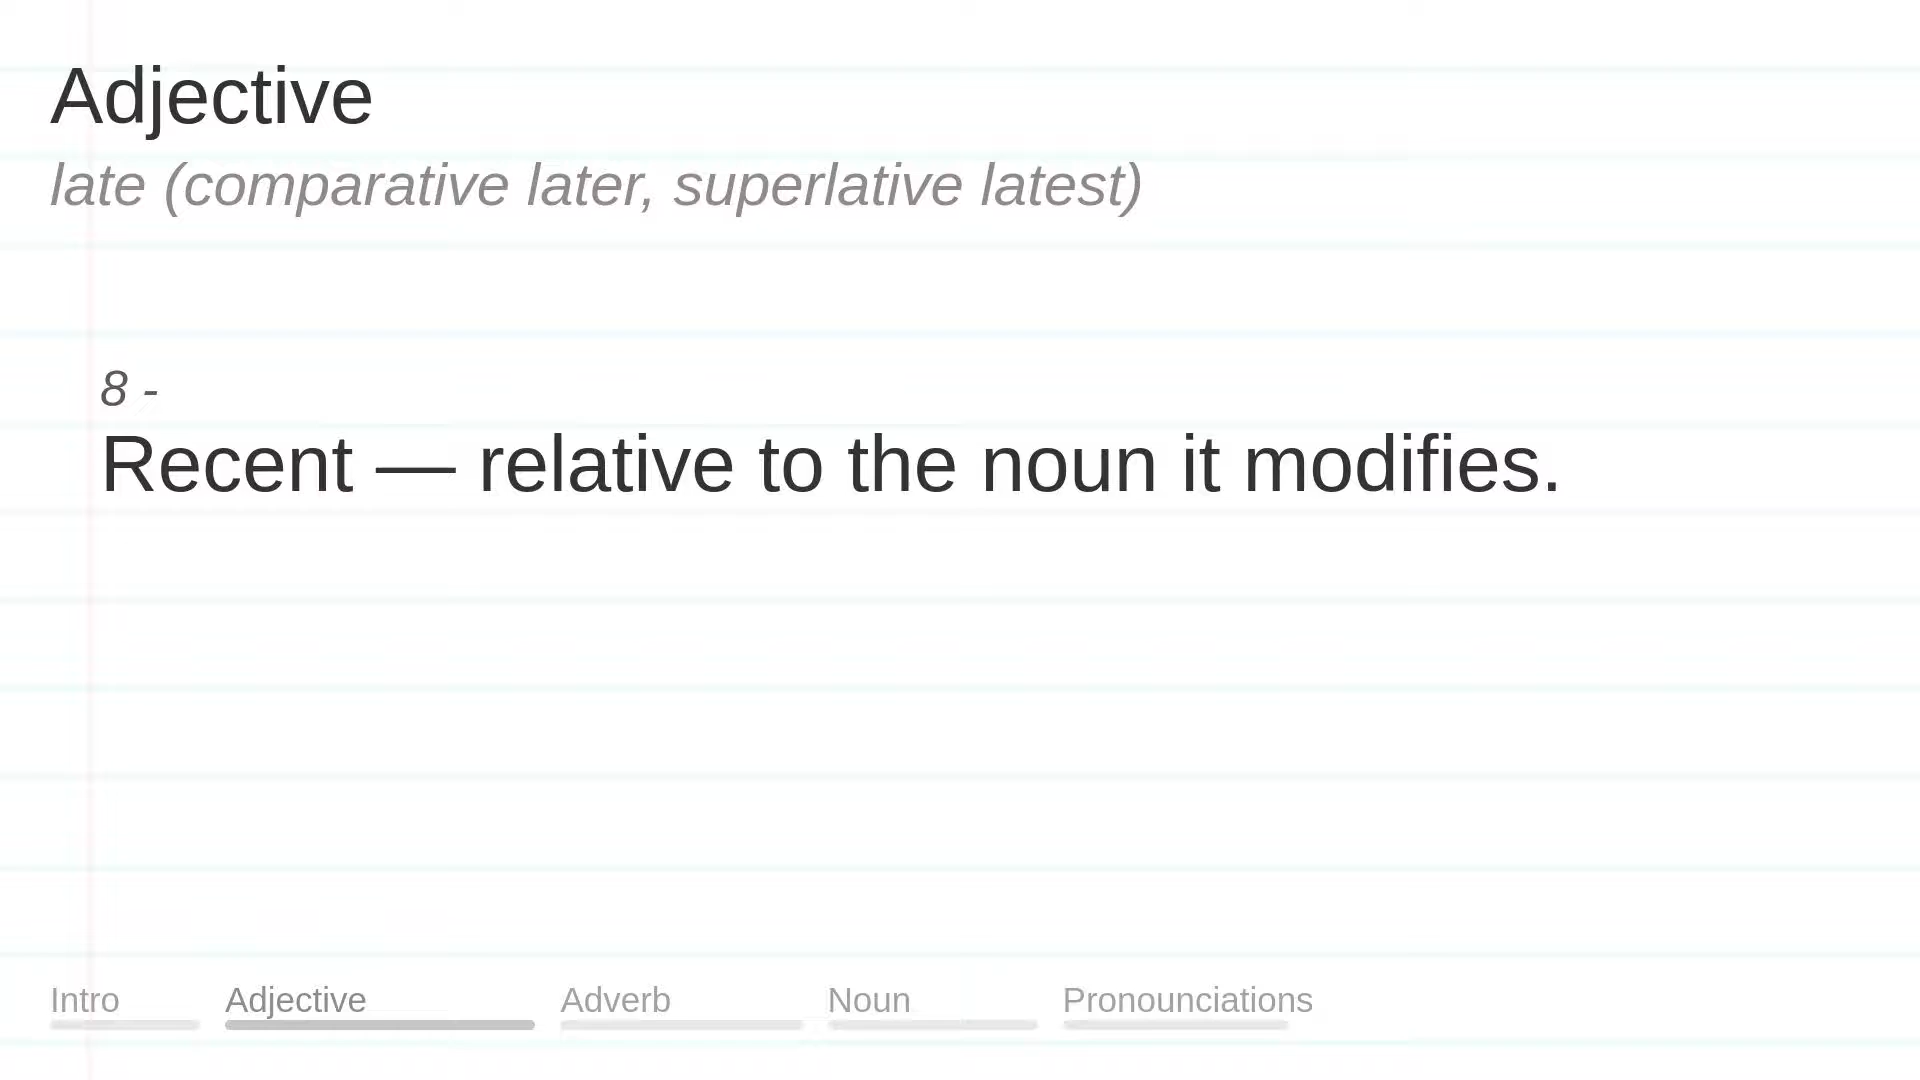 Adjective
late (comparative later, superlative latest)
8 -
Recent — relative to the noun it modifies.
Intro Adjective Adverb Noun Pronounciations